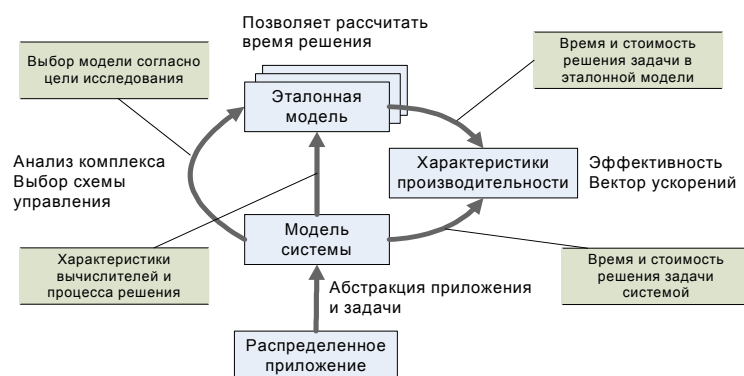 Позволяет рассчитать
время решения
Выбор модели согласно
цели исследования
Эталонная
модель
Время и стоимость
решения задачи в
эталонной модели
Анализ комплекса
Выбор схемы
управления
Характеристики
производительности
Эффективность
Вектор ускорений
Модель
системы
Характеристики
вычислителей и
процесса решения
Время и стоимость
решения задачи
системой
Абстракция приложения
и задачи
Распределенное
приложение